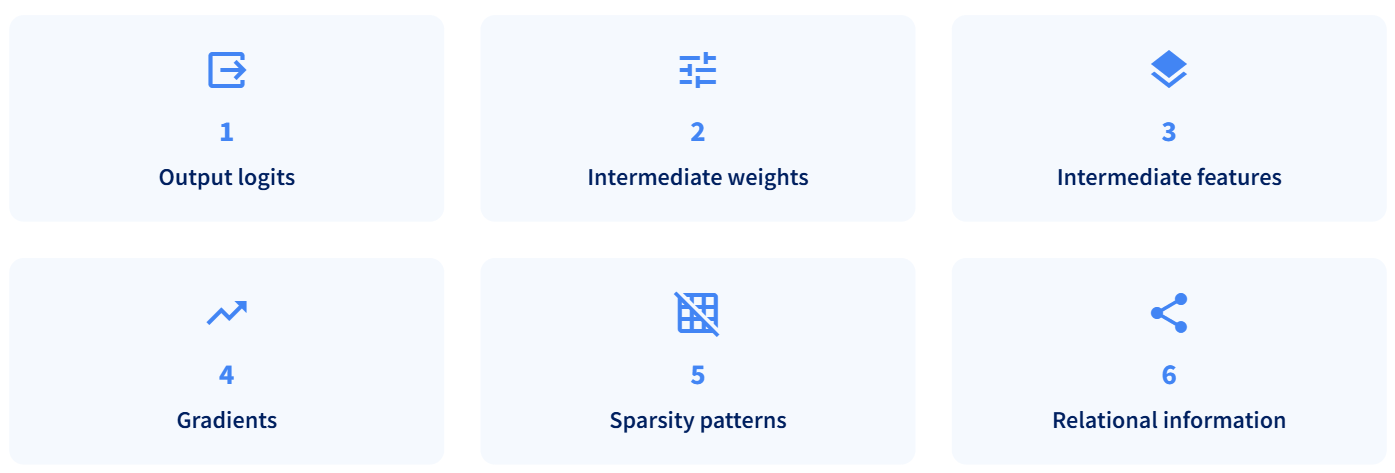 1
Output logits
2
Intermediate weights
3
Intermediate features
4
Gradients
5
Sparsity patterns
6
Relational information